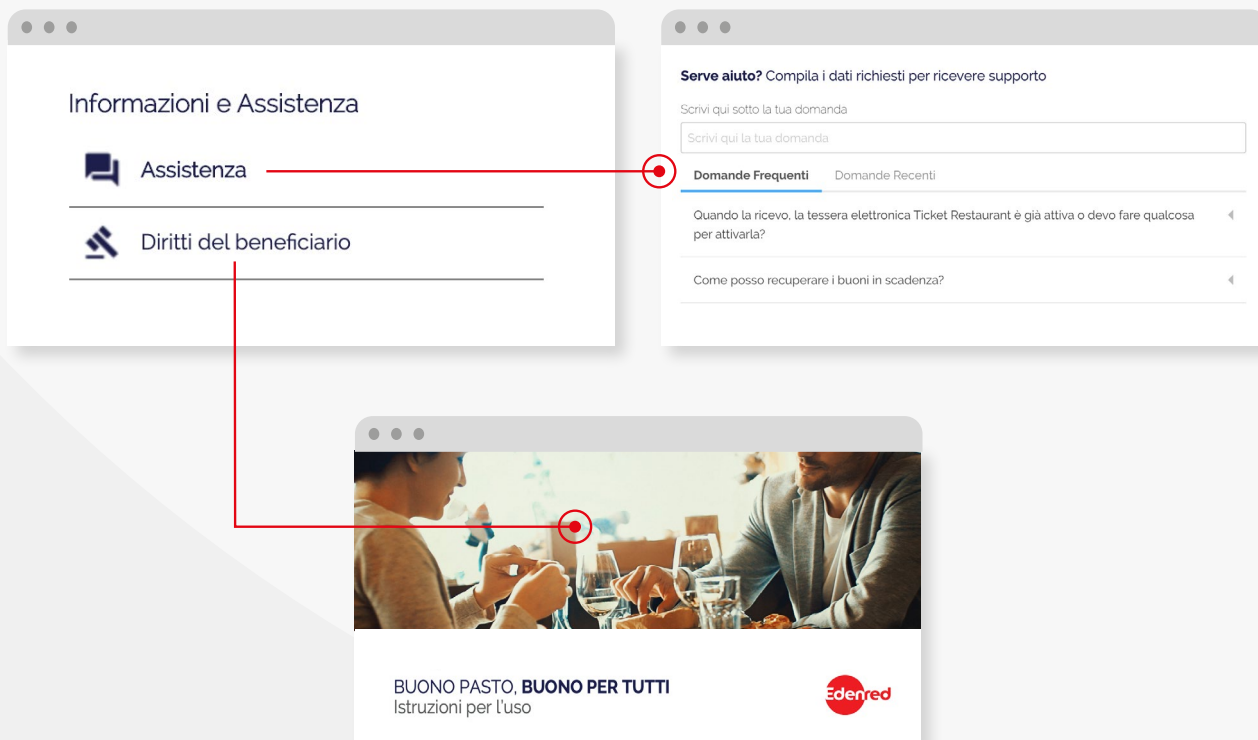 Informazioni e Assistenza
Assistenza
Diritti del beneficiario
Serve aiuto? Compila i dati richiesti per ricevere supporto
Scrivi qui sotto la tua domanda
Scrivi qui la tua domanda
Domande Frequenti Domande Recenti
Quando la ricevo, la tessera elettronica Ticket Restaurant è già attiva o devo fare qualcosa
per attivarla?
Come posso recuperare i buoni in scadenza?
BUONO PASTO, BUONO PER TUTTI
Istruzioni per l'uso
Edenred